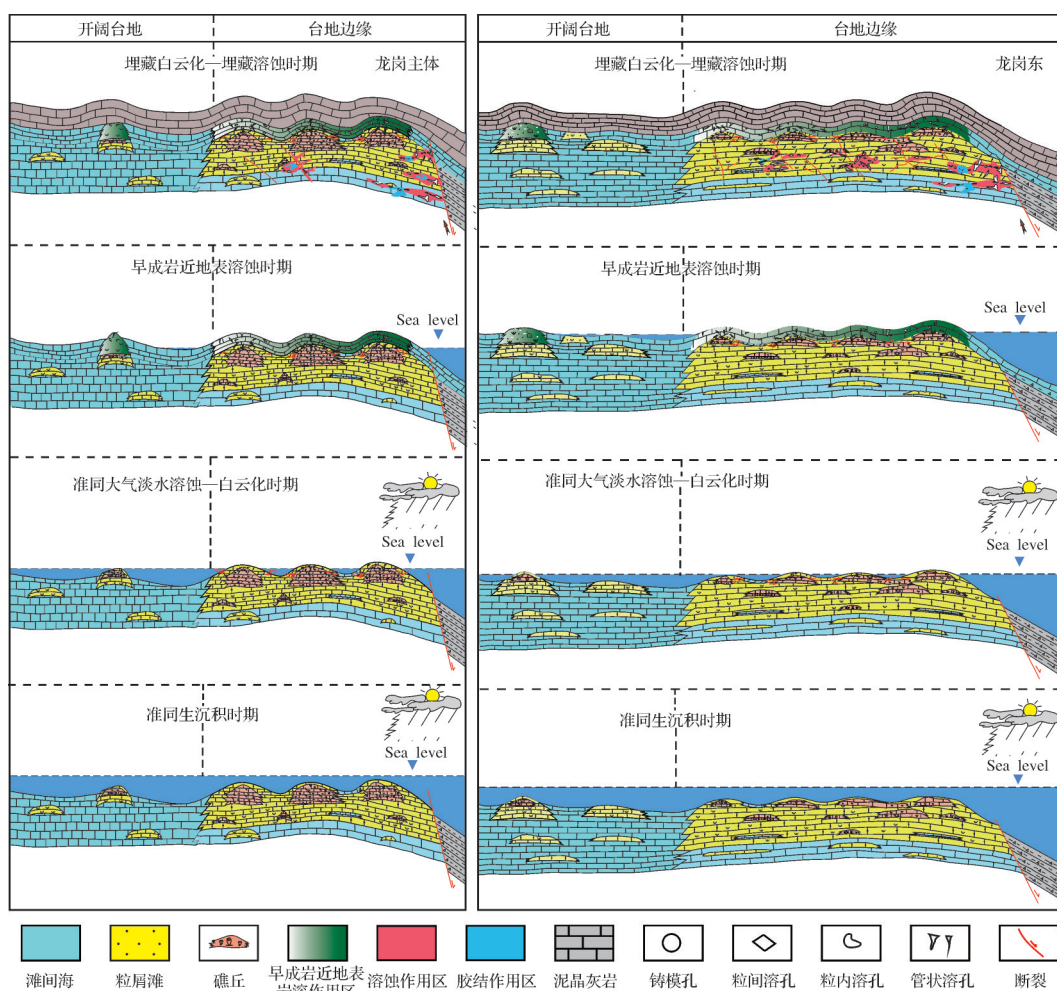 开阔台地
台地边缘
埋藏白云化—埋藏溶蚀时期
龙岗主体
早成岩近地表溶蚀时期
Sea level
准同大气淡水溶蚀—白云化时期
Sea level
准同生沉积时期
Sea level
开阔台地
台地边缘
埋藏白云化—埋藏溶蚀时期
龙岗东
早成岩近地表溶蚀时期
Sea level
准同大气淡水溶蚀—白云化时期
Sea level
准同生沉积时期
Sea level
滩间海
粒屑滩
礁丘
早成岩近地表
岩溶作用区
溶蚀作用区
胶结作用区
泥晶灰岩
铸模孔
粒间溶孔
粒内溶孔
管状溶孔
断裂